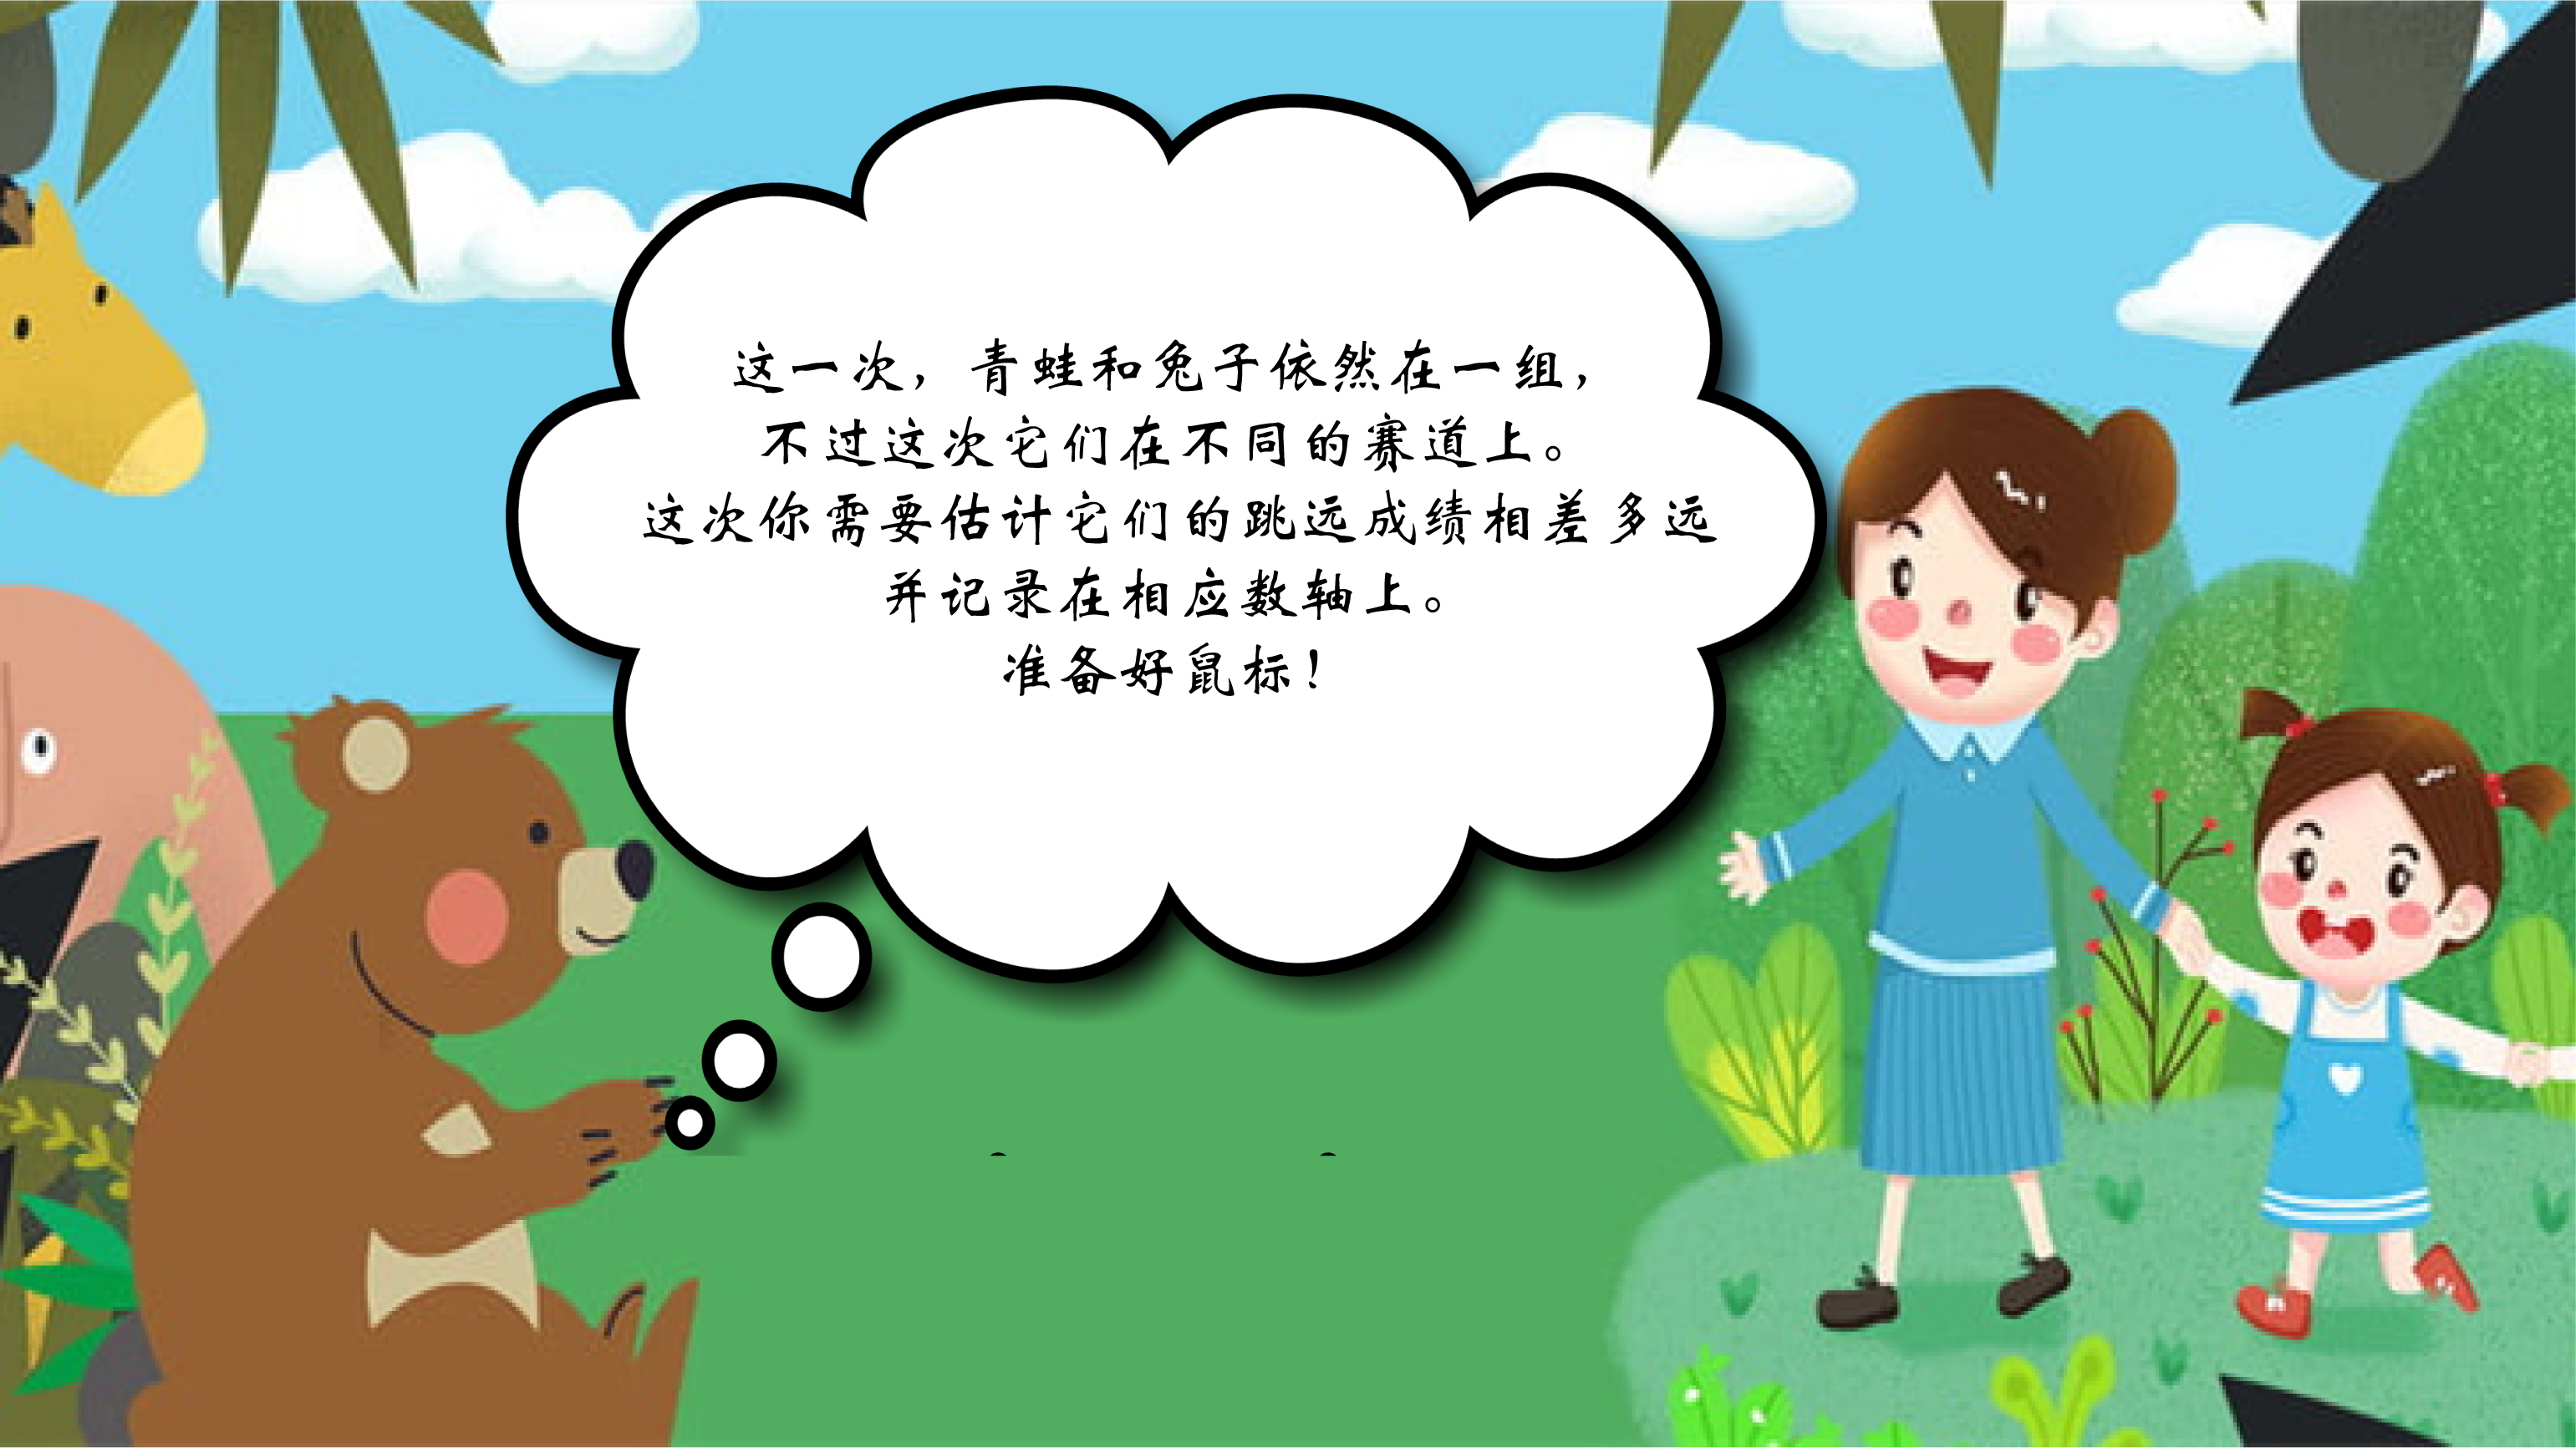 这一次，青蛙和兔子依然在一组，
不过这次它们在不同的赛道上。
这次你需要估计它们的跳远成绩相差多远
并记录在相应数轴上。
准备好鼠标！